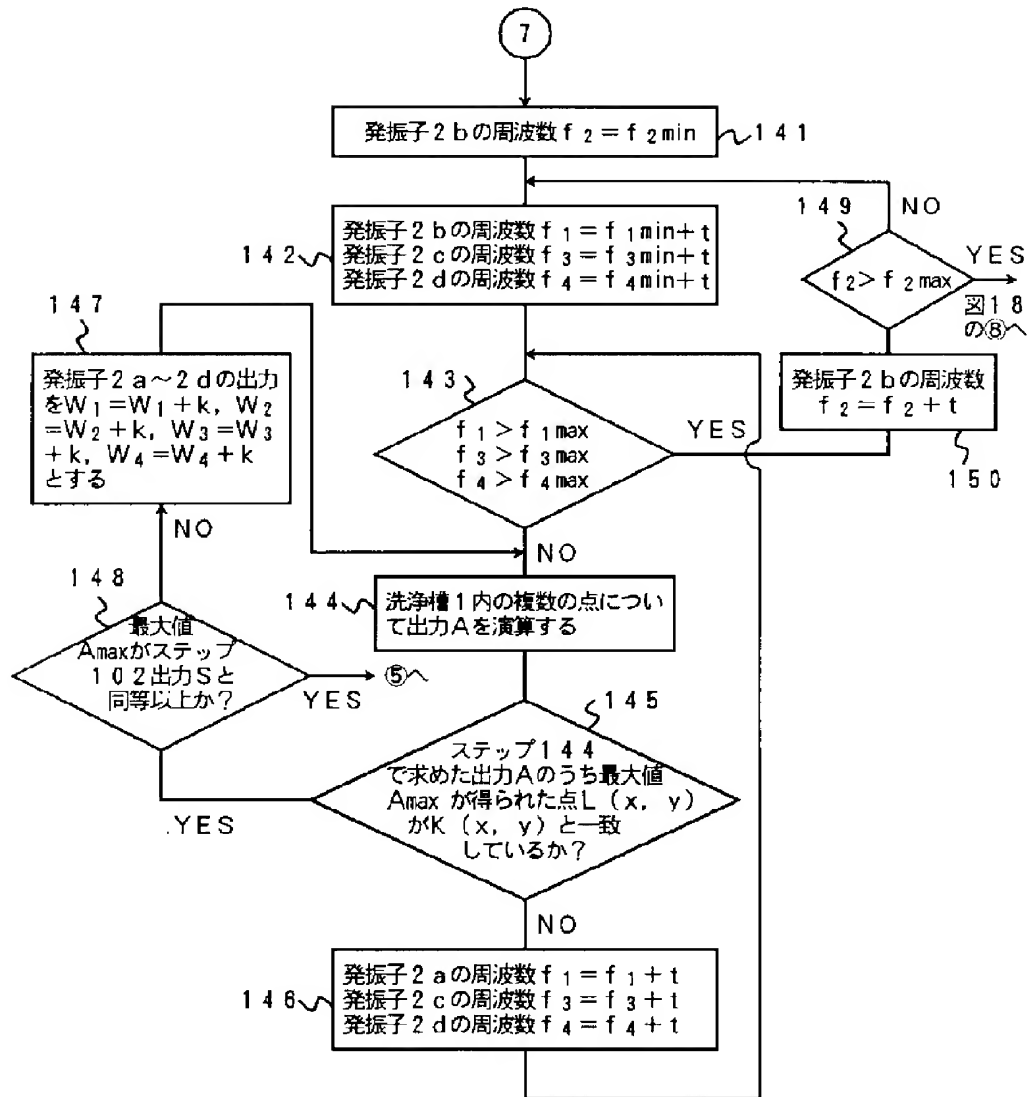 7
発振子2bの周波数f2=f2min
141
発振子2bの周波数f1=f1min+t
発振子2cの周波数f3=f3min+t
発振子2dの周波数f4=f4min+t
142
149
NO
f2>f2max
YES
図18
の⑧へ
147
発振子2a~2dの出力
をW1=W1+k, W2
=W2+k, W3=W3
+k, W4=W4+k
とする
143
f1>f1max
f3>f3max
f4>f4max
YES
発振子2bの周波数
f2=f2+t
150
NO
NO
148
最大値
Amaxがステップ
102出力Sと
同等以上か?
YES
⑤へ
144
洗浄槽1内の複数の点につい
て出力Aを演算する
145
ステップ144
で求めた出力Aのうち最大値
Amaxが得られた点L(x, y)
がK(x, y)と一致
しているか?
.YES
NO
146
発振子2aの周波数f1=f1+t
発振子2cの周波数f3=f3+t
発振子2dの周波数f4=f4+t